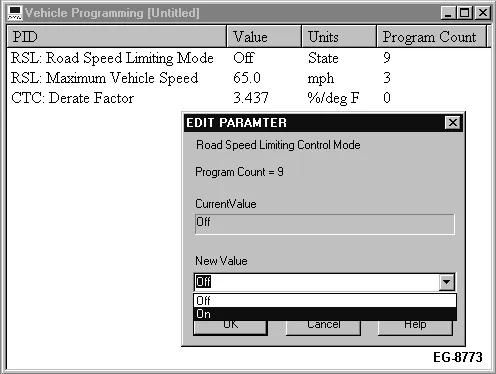 Vehicle Programming [Untitled]
PID Value Units Program Count
RSL: Road Speed Limiting Mode Off State 9
RSL: Maximum Vehicle Speed 65.0 mph 3
CTC: Derate Factor 3.437 %/deg F 0
EDIT PARAMTER
Road Speed Limiting Control Mode
Program Count = 9
CurrentValue
Off
New Value
Off
Off
On
OK Cancel Help
EG-8773